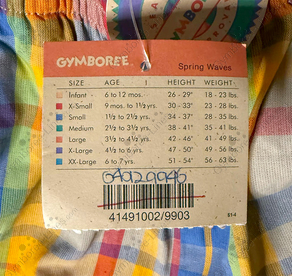 GYMBOREE.
Spring Waves
SIZE AGE HEIGHT WEIGHT
Infant 6 to 12 mos. 26 - 29" 18 - 23 lbs.
X-Small 9 mos. to 1½ yrs. 30 - 33" 23 - 28 lbs.
Small 1½ to 2½ yrs. 34 - 37" 28 - 35 lbs.
Medium 2½ to 3½ yrs. 38 - 41" 35 - 41 lbs.
Large 3½ to 4½ yrs. 42 - 46" 41 - 49 lbs.
X-Large 4½ to 6 yrs. 47 - 50" 49 - 56 lbs.
XX-Large 6 to 7 yrs. 51 - 54" 56 - 63 lbs.
41491002/9903